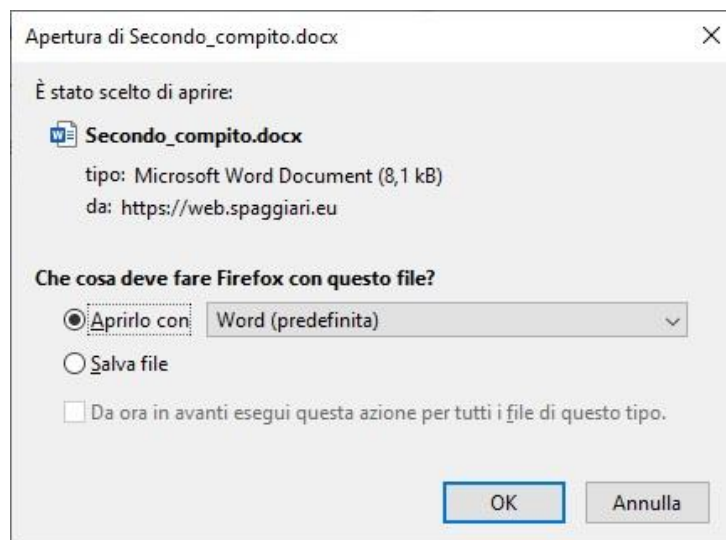 Apertura di Secondo_compito.docx
È stato scelto di aprire:
Secondo_compito.docx
tipo: Microsoft Word Document (8,1 kB)
da: https://web.spaggiari.eu
Che cosa deve fare Firefox con questo file?
Aprirlo con Word (predefinita)
Salva file
Da ora in avanti esegui questa azione per tutti i file di questo tipo.
OK Annulla